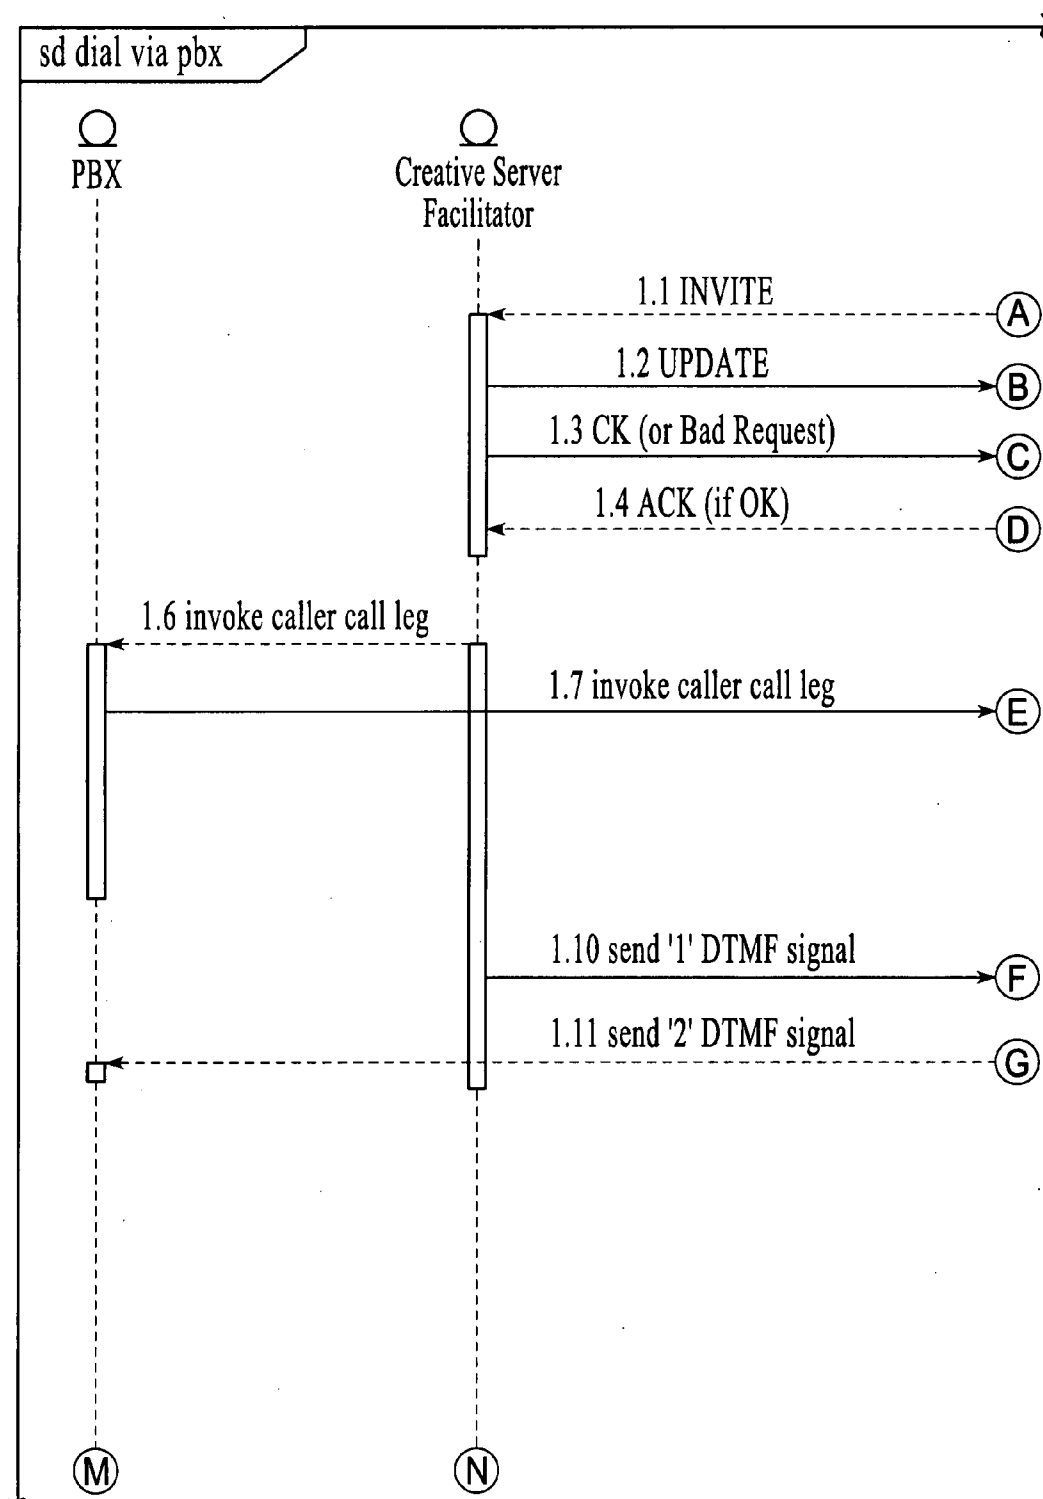 sd dial via pbx
PBX
Creative Server
Facilitator
1.1 INVITE
A
1.2 UPDATE
B
1.3 CK (or Bad Request)
C
1.4 ACK (if OK)
D
1.6 invoke caller call leg
1.7 invoke caller call leg
E
1.10 send '1' DTMF signal
F
1.11 send '2' DTMF signal
G
M
N